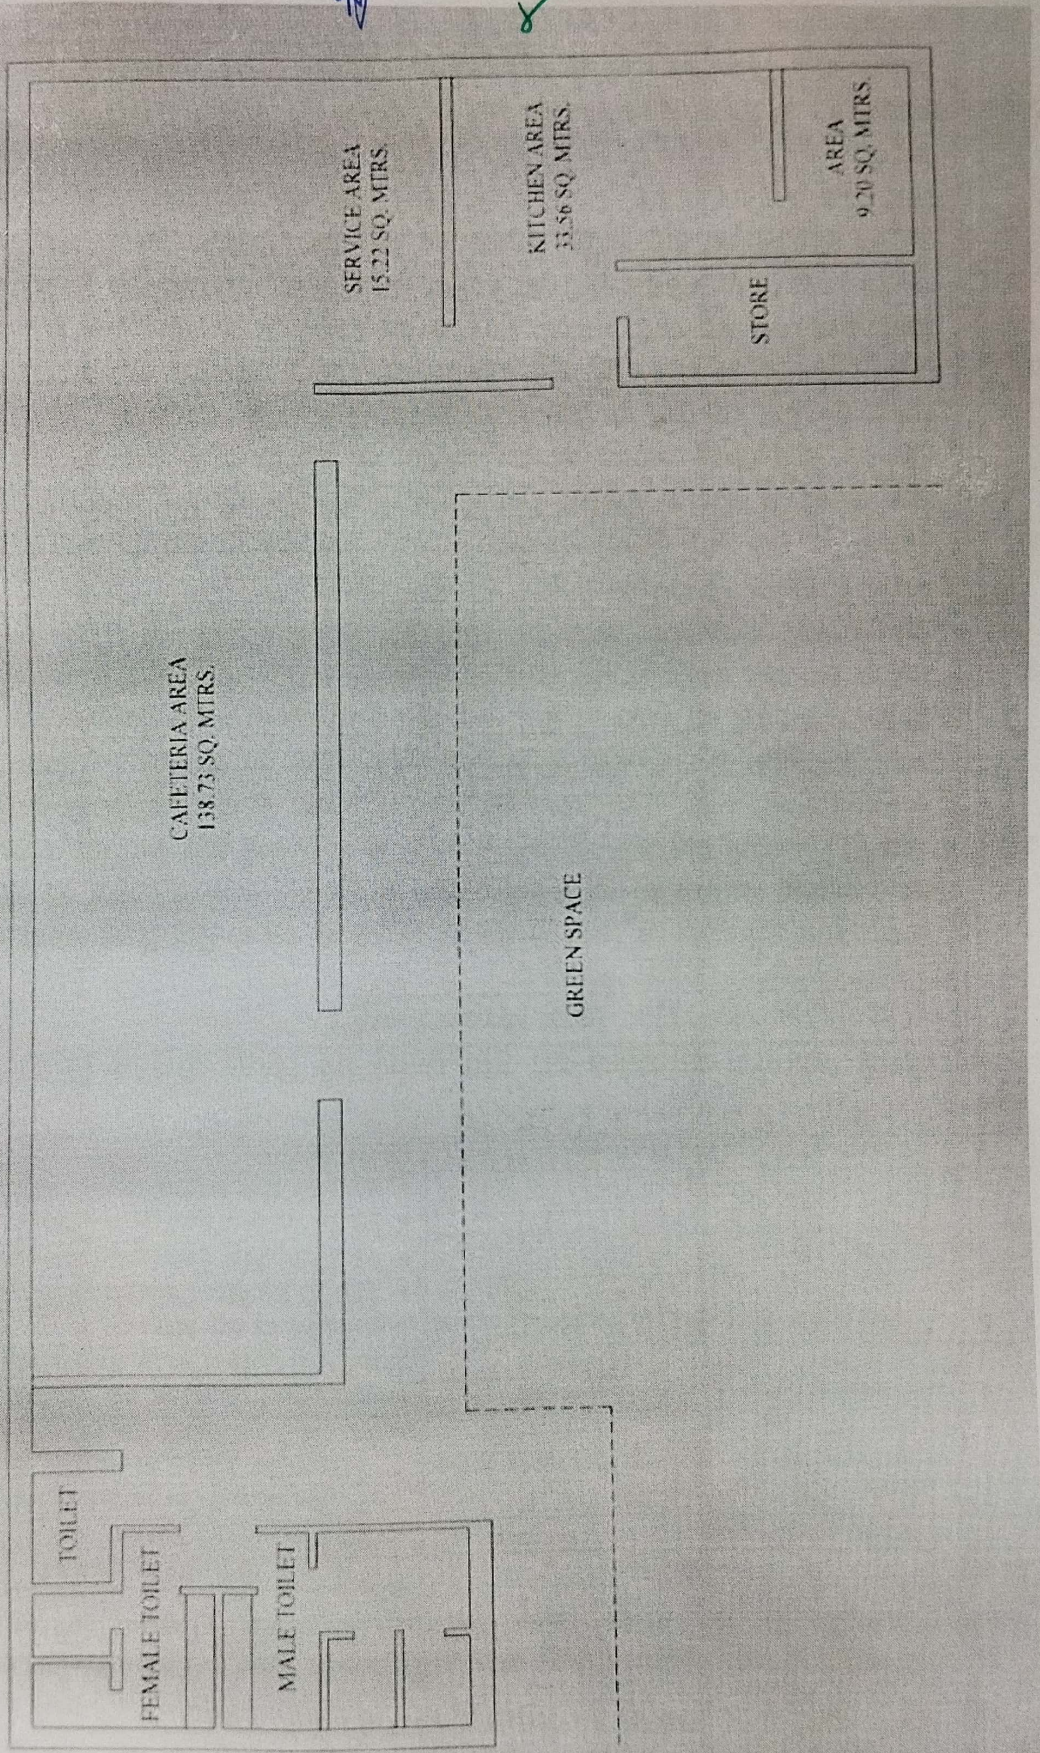 TOILET
FEMALE TOILET
MALE TOILET
CAFETERIA AREA
138.73 SQ. MTRS.
GREEN SPACE
SERVICE AREA
15.22 SQ. MTRS.
KITCHEN AREA
33.56 SQ. MTRS.
STORE
AREA
9.20 SQ. MTRS.